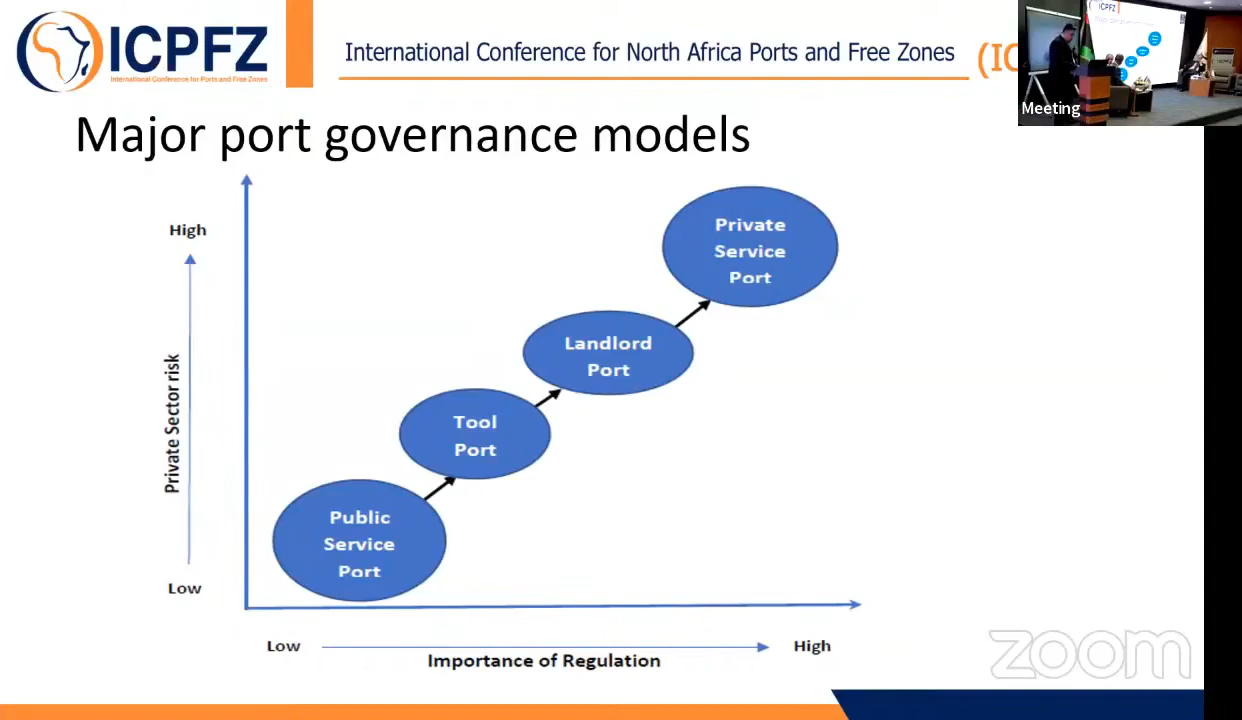 ICPFZ
International Conference for Ports and Free Zones
International Conference for North Africa Ports and Free Zones
(IC
Meeting
Major port governance models
High
Private Sector risk
Low
Private
Service
Port
Landlord
Port
Tool
Port
Public
Service
Port
Low
High
Importance of Regulation
zoom